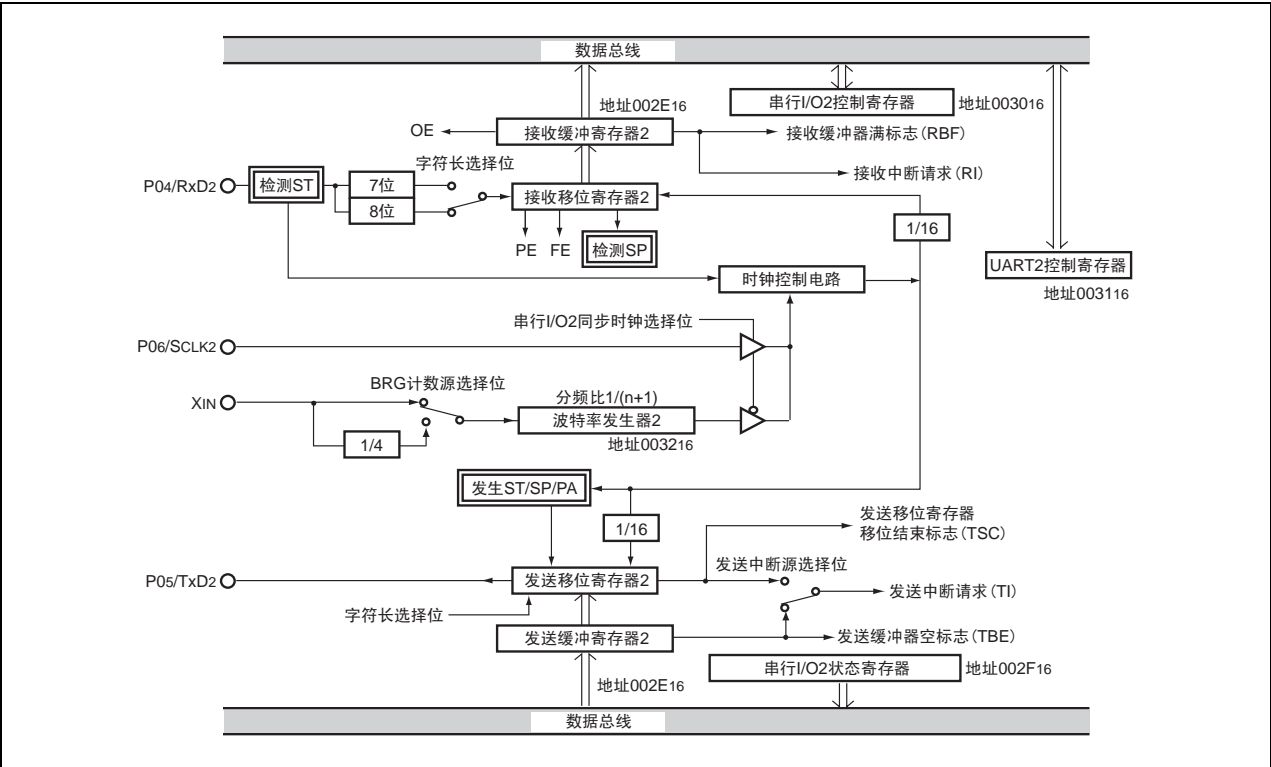 数据总线
地址002E16
串行I/O2控制寄存器
地址003016
OE
接收缓冲寄存器2
接收缓冲器满标志(RBF)
字符长选择位
接收中断请求(RI)
P04/RxD2
检测ST
7位
8位
接收移位寄存器2
1/16
PE
FE
检测SP
UART2控制寄存器
地址003116
时钟控制电路
串行I/O2同步时钟选择位
P06/SCLK2
BRG计数源选择位
XIN
分频比1/(n+1)
波特率发生器2
地址003216
1/4
发生ST/SP/PA
1/16
发送移位寄存器
移位结束标志(TSC)
发送中断源选择位
P05/TxD2
发送移位寄存器2
发送中断请求(TI)
字符长选择位
发送缓冲寄存器2
发送缓冲器空标志(TBE)
串行I/O2状态寄存器
地址002F16
地址002E16
数据总线